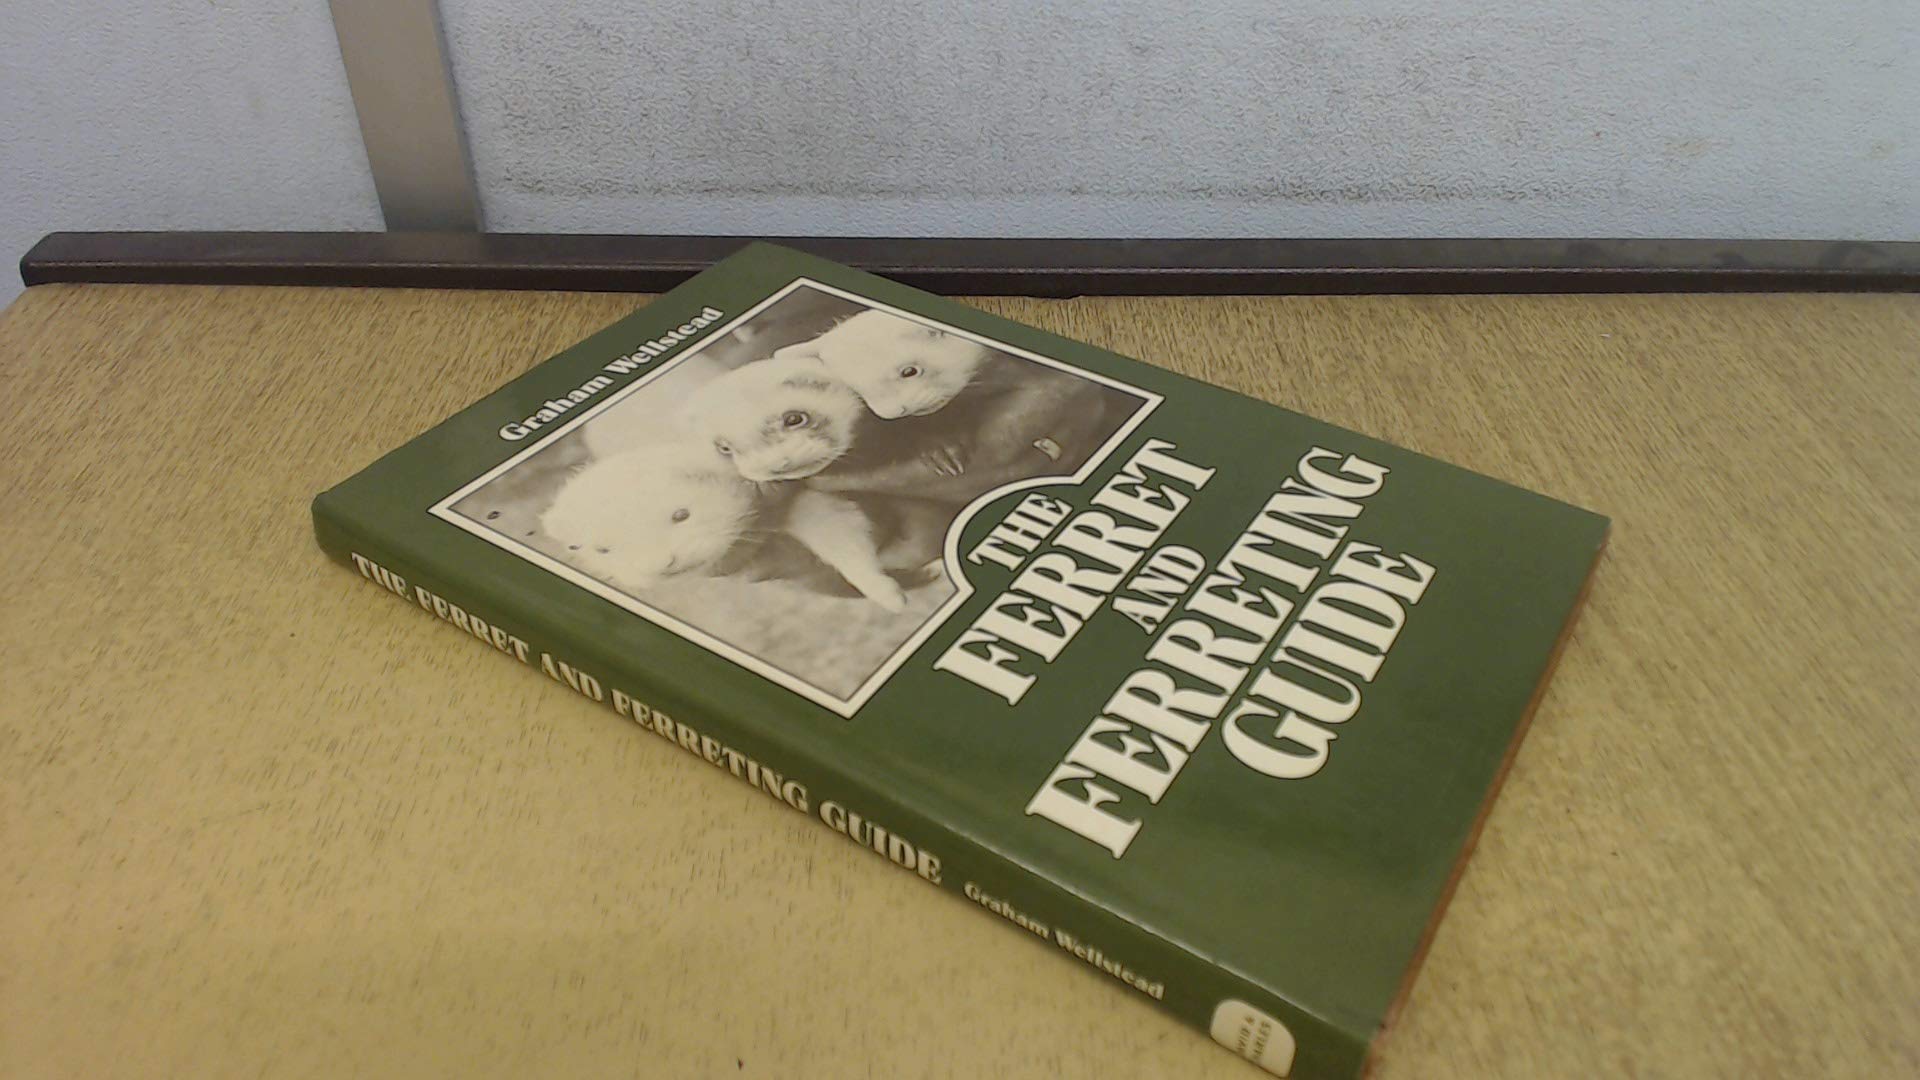 Graham Wellstead
THE
FERRET
AND
FERRETING
GUIDE
THE FERRET AND FERRETING GUIDE Graham Wellstead